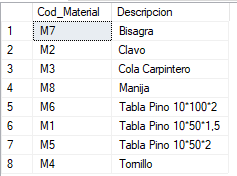 Cod_Material Descripcion
1 M7 Bisagra
2 M2 Clavo
3 M3 Cola Carpintero
4 M8 Manija
5 M6 Tabla Pino 10*100*2
6 M1 Tabla Pino 10*50*1,5
7 M5 Tabla Pino 10*50*2
8 M4 Tornillo